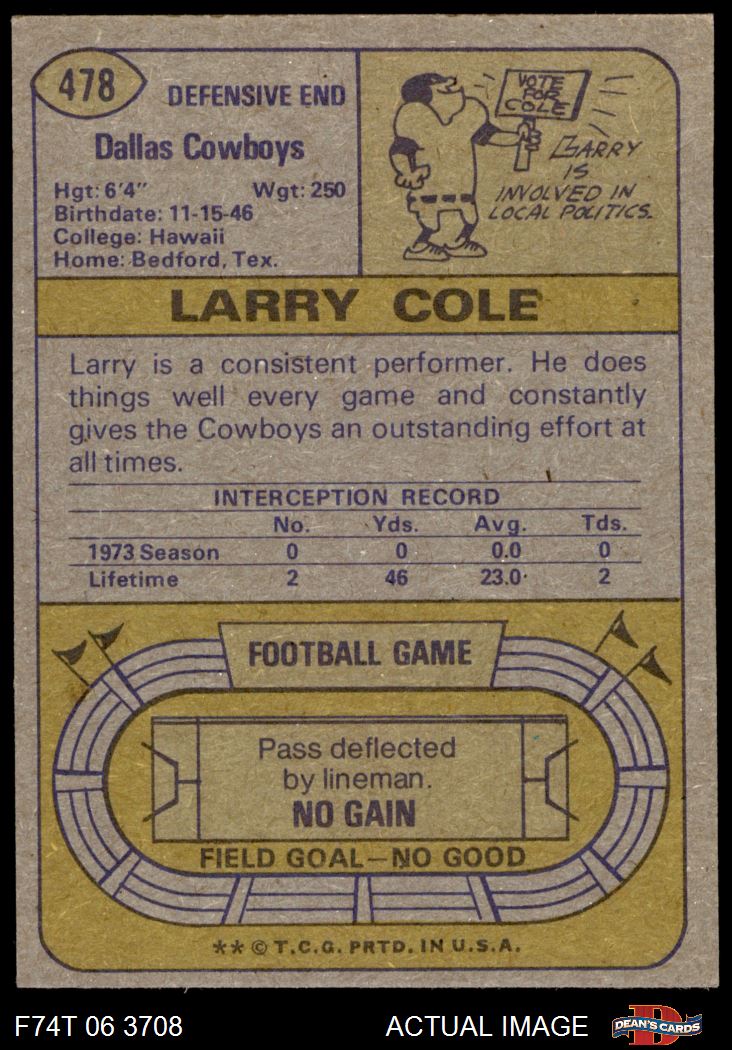 478
DEFENSIVE END
Dallas Cowboys
Hgt: 6'4" Wgt: 250
Birthdate: 11-15-46
College: Hawaii
Home: Bedford, Tex.
VOTE
FOR
COLE
LARRY
IS
INVOLVED IN
LOCAL POLITICS.
LARRY COLE
Larry is a consistent performer. He does
things well every game and constantly
gives the Cowboys an outstanding effort at
all times.
INTERCEPTION RECORD
No. Yds. Avg. Tds.
1973 Season 0 0 0.0 0
Lifetime 2 46 23.0 2
FOOTBALL GAME
Pass deflected
by lineman.
NO GAIN
FIELD GOAL—NO GOOD
** © T.C.G. PRTD. IN U.S.A.
F74T 06 3708 ACTUAL IMAGE
D
DEAN'S CARDS